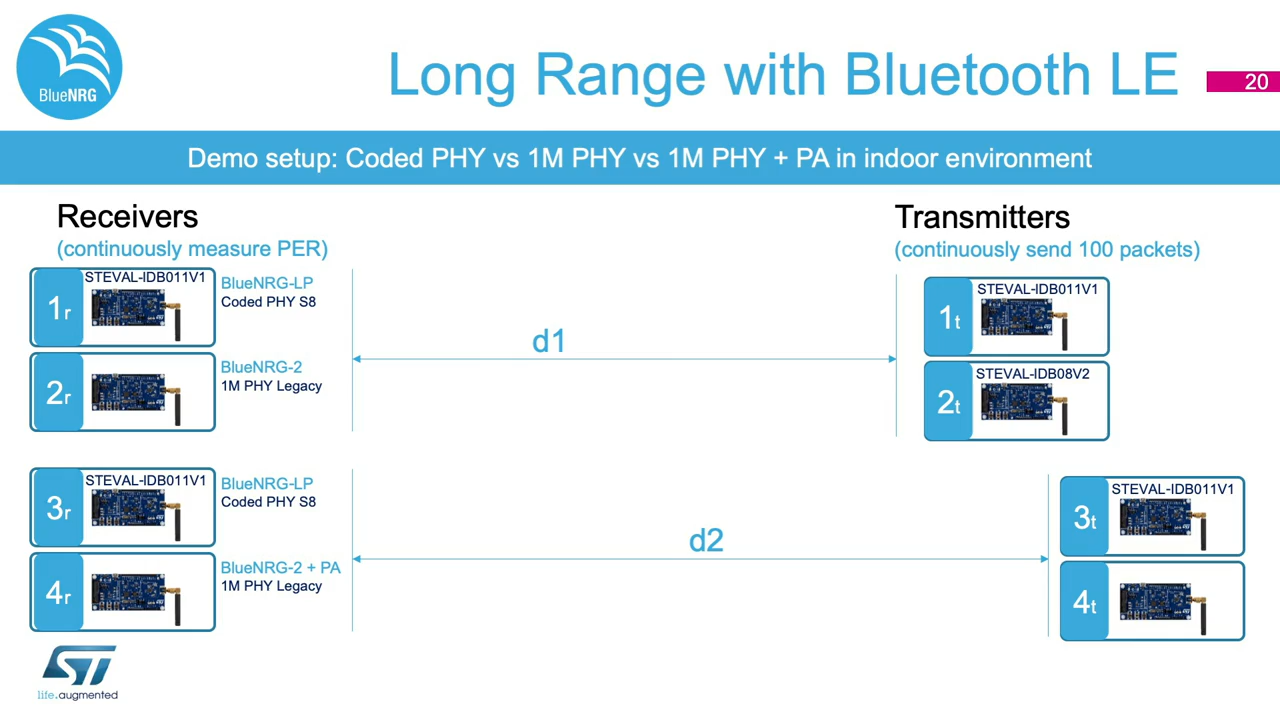 BlueNRG
Long Range with Bluetooth LE
20
Demo setup: Coded PHY vs 1M PHY vs 1M PHY + PA in indoor environment
Receivers
(continuously measure PER)
Transmitters
(continuously send 100 packets)
1r
STEVAL-IDB011V1
BlueNRG-LP
Coded PHY S8
2r
BlueNRG-2
1M PHY Legacy
d1
1t
STEVAL-IDB011V1
2t
STEVAL-IDB08V2
3r
STEVAL-IDB011V1
BlueNRG-LP
Coded PHY S8
4r
BlueNRG-2 + PA
1M PHY Legacy
d2
3t
STEVAL-IDB011V1
4t
ST
life.augmented